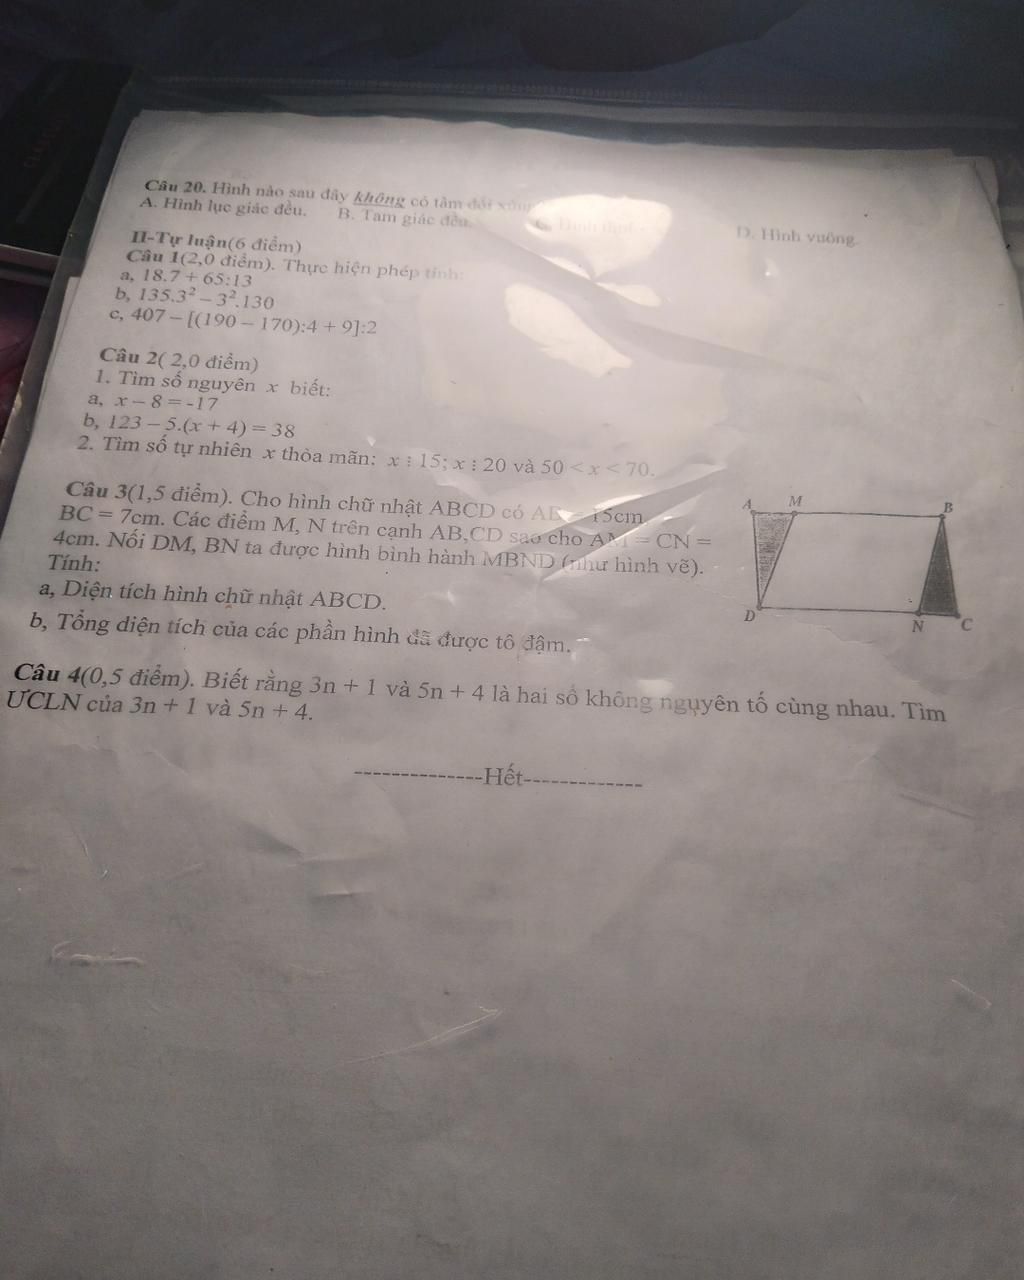 Câu 20. Hình nào sau đây không có tâm đối xứng
A. Hình lục giác đều. B. Tam giác đều. C. D. Hình vuông.
II-Tự luận(6 điểm)
Câu 1(2,0 điểm). Thực hiện phép tính:
a, 18.7 + 65:13
b, 135.3² – 3².130
c, 407 – [(190 – 170):4 + 9]:2
Câu 2( 2,0 điểm)
1. Tìm số nguyên x biết:
a, x – 8 = -17
b, 123 – 5.(x + 4) = 38
2. Tìm số tự nhiên x thỏa mãn: x ⋮ 15; x ⋮ 20 và 50 < x < 70.
Câu 3(1,5 điểm). Cho hình chữ nhật ABCD có AB = 15cm
BC = 7cm. Các điểm M, N trên cạnh AB,CD sao cho AM = CN =
4cm. Nối DM, BN ta được hình bình hành MBND (như hình vẽ).
Tính:
a, Diện tích hình chữ nhật ABCD.
b, Tổng diện tích của các phần hình đã được tô đậm.
A M B
D N C
Câu 4(0,5 điểm). Biết rằng 3n + 1 và 5n + 4 là hai số không nguyên tố cùng nhau. Tìm
ƯCLN của 3n + 1 và 5n + 4.
--------------Hết-------------